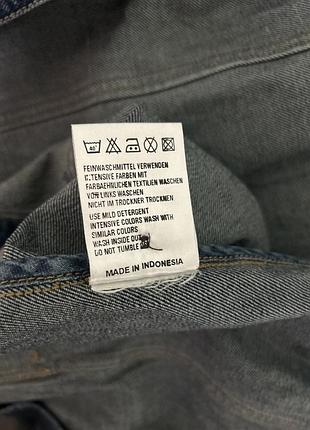 40°
FEINWASCHMITTEL VERWENDEN
INTENSIVE FARBEN MIT
FARBAEHNLICHEN TEXTILIEN WASCHEN
VON LINKS WASCHEN
NICHT IM TROCKNER TROCKNEN
USE MILD DETERGENT
INTENSIVE COLORS WASH WITH
SIMILAR COLORS
WASH INSIDE OUT
DO NOT TUMBLE
MADE IN INDONESIA